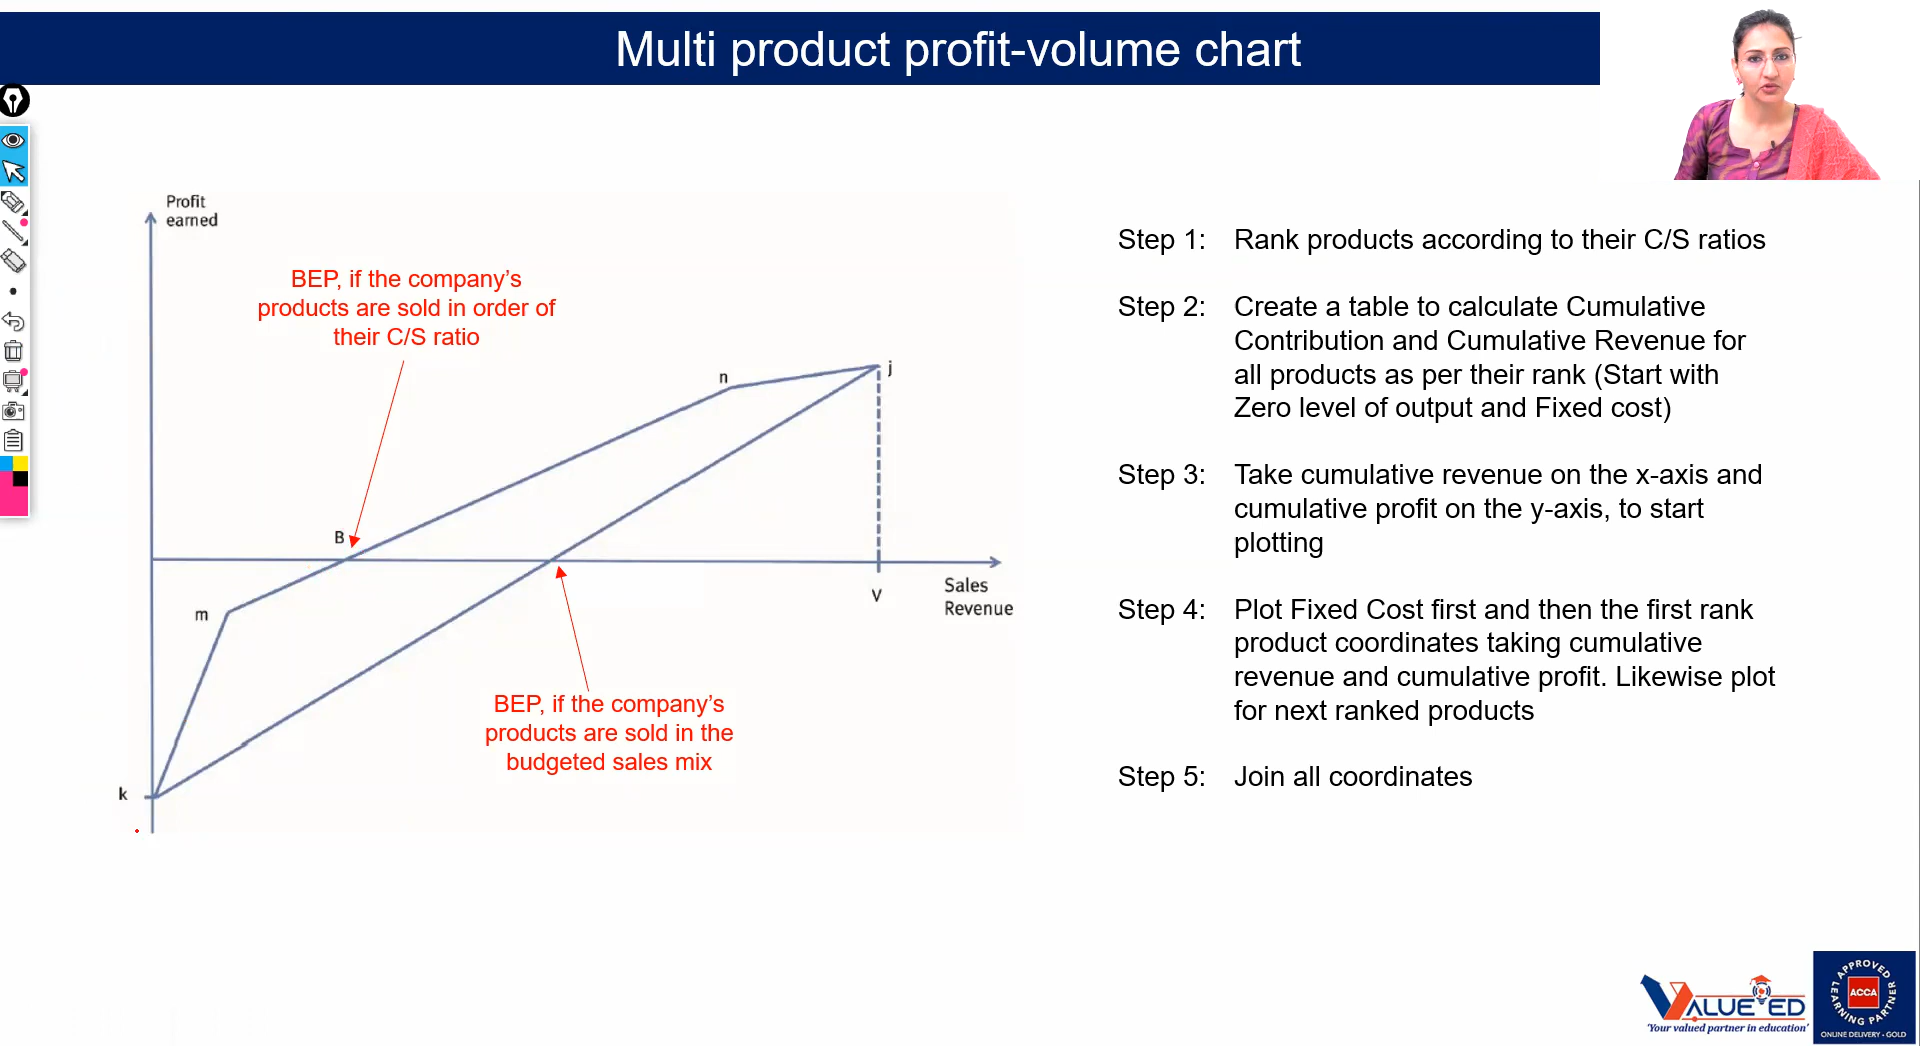 Multi product profit-volume chart
Profit
earned
BEP, if the company’s
products are sold in order of
their C/S ratio
n
j
B
m
V
Sales
Revenue
BEP, if the company’s
products are sold in the
budgeted sales mix
k
Step 1: Rank products according to their C/S ratios
Step 2: Create a table to calculate Cumulative
Contribution and Cumulative Revenue for
all products as per their rank (Start with
Zero level of output and Fixed cost)
Step 3: Take cumulative revenue on the x-axis and
cumulative profit on the y-axis, to start
plotting
Step 4: Plot Fixed Cost first and then the first rank
product coordinates taking cumulative
revenue and cumulative profit. Likewise plot
for next ranked products
Step 5: Join all coordinates
VALUE ED
'Your valued partner in education'
APPROVED
ACCA
LEARNING PARTNER
ONLINE DELIVERY - GOLD